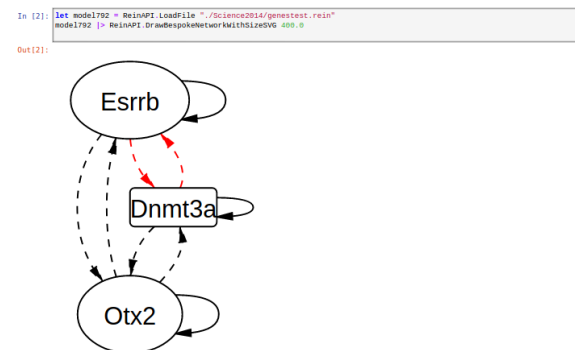 In [2]: let model792 = ReinAPI.LoadFile "./Science2014/genestest.rein"
model792 |> ReinAPI.DrawBespokeNetworkWithSizeSVG 400.0
Out[2]:
Esrrb
Dnmt3a
Otx2